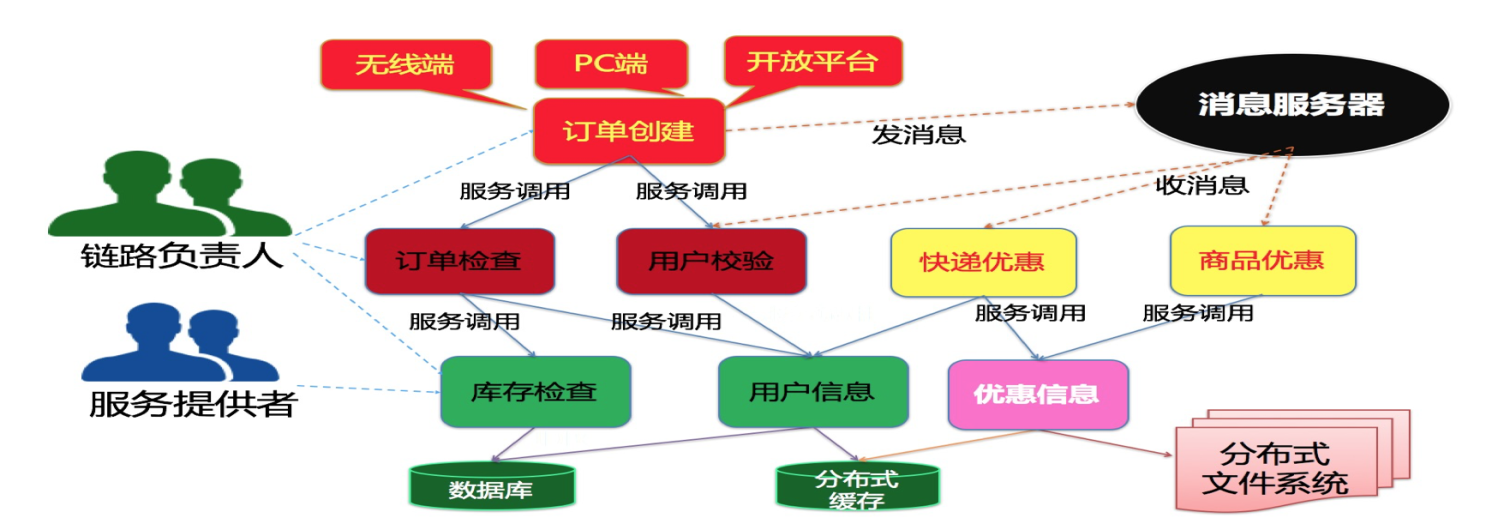 无线端
PC端
开放平台
消息服务器
订单创建
发消息
服务调用
服务调用
收消息
链路负责人
订单检查
用户校验
快递优惠
商品优惠
服务调用
服务调用
服务调用
服务调用
服务提供者
库存检查
用户信息
优惠信息
数据库
分布式
缓存
分布式
文件系统